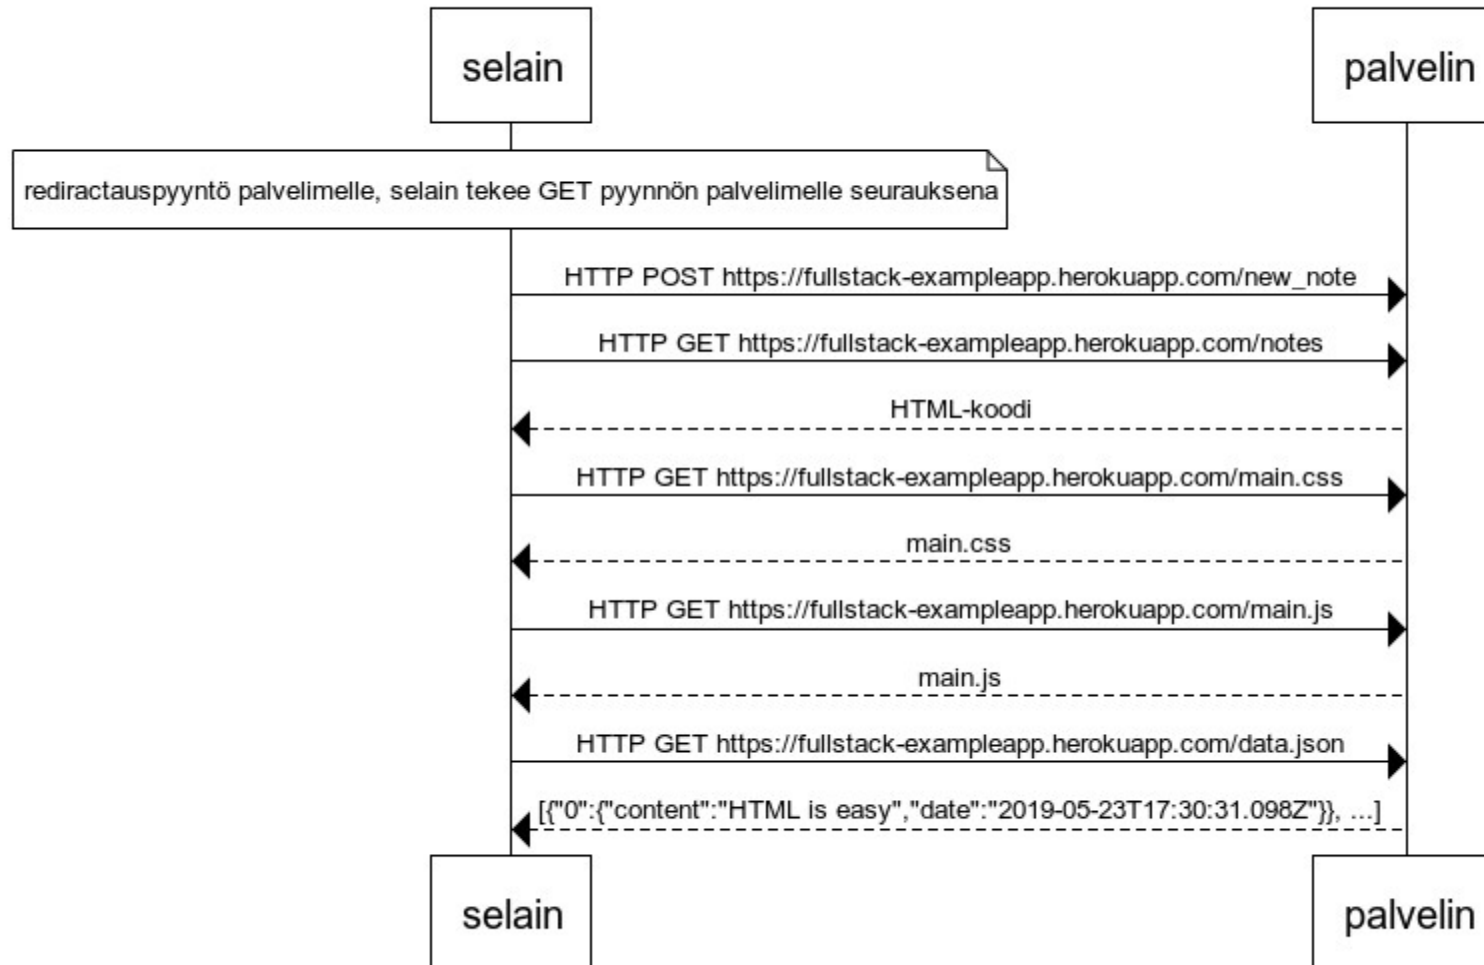 selain
palvelin
rediractauspyyntö palvelimelle, selain tekee GET pyynnön palvelimelle seurauksena
HTTP POST https://fullstack-exampleapp.herokuapp.com/new_note
HTTP GET https://fullstack-exampleapp.herokuapp.com/notes
HTML-koodi
HTTP GET https://fullstack-exampleapp.herokuapp.com/main.css
main.css
HTTP GET https://fullstack-exampleapp.herokuapp.com/main.js
main.js
HTTP GET https://fullstack-exampleapp.herokuapp.com/data.json
[{"0":{"content":"HTML is easy","date":"2019-05-23T17:30:31.098Z"}}, ...]
selain
palvelin